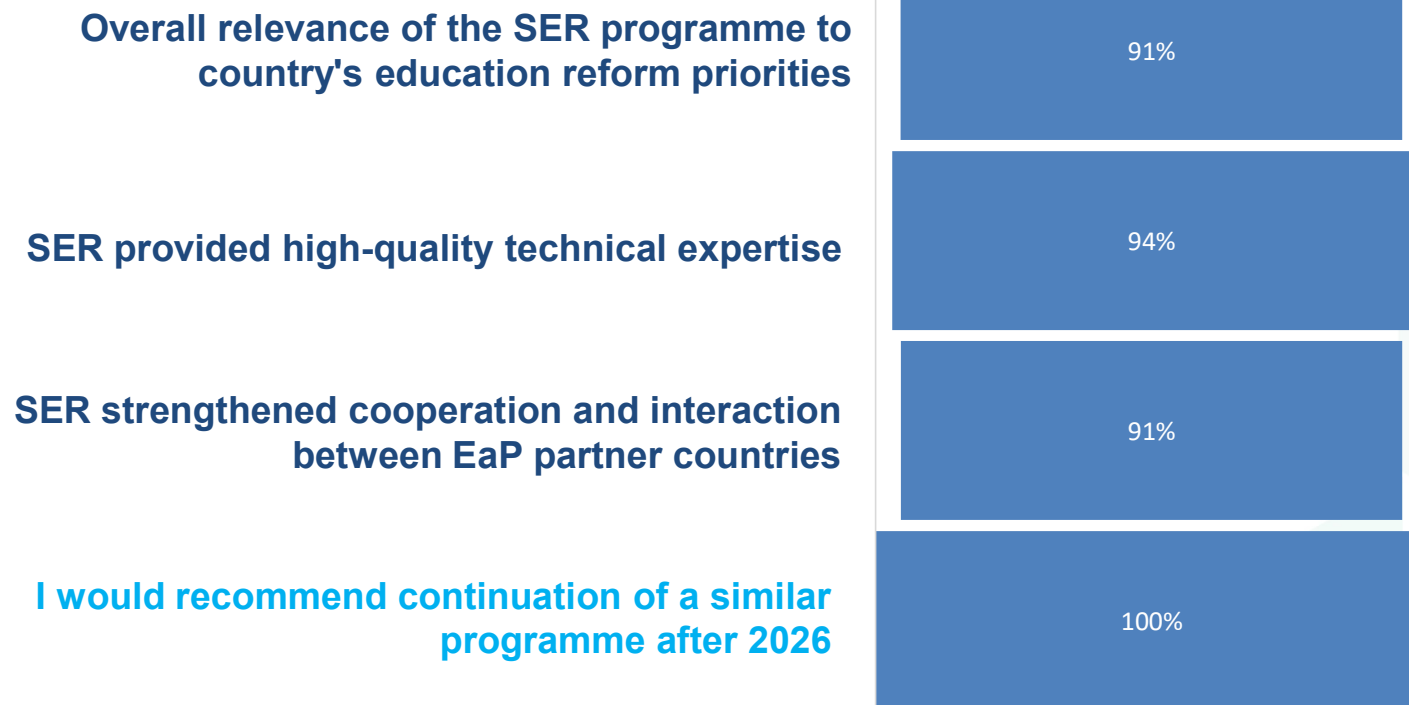 Overall relevance of the SER programme to
country's education reform priorities
91%
SER provided high-quality technical expertise
94%
SER strengthened cooperation and interaction
between EaP partner countries
91%
I would recommend continuation of a similar
programme after 2026
100%